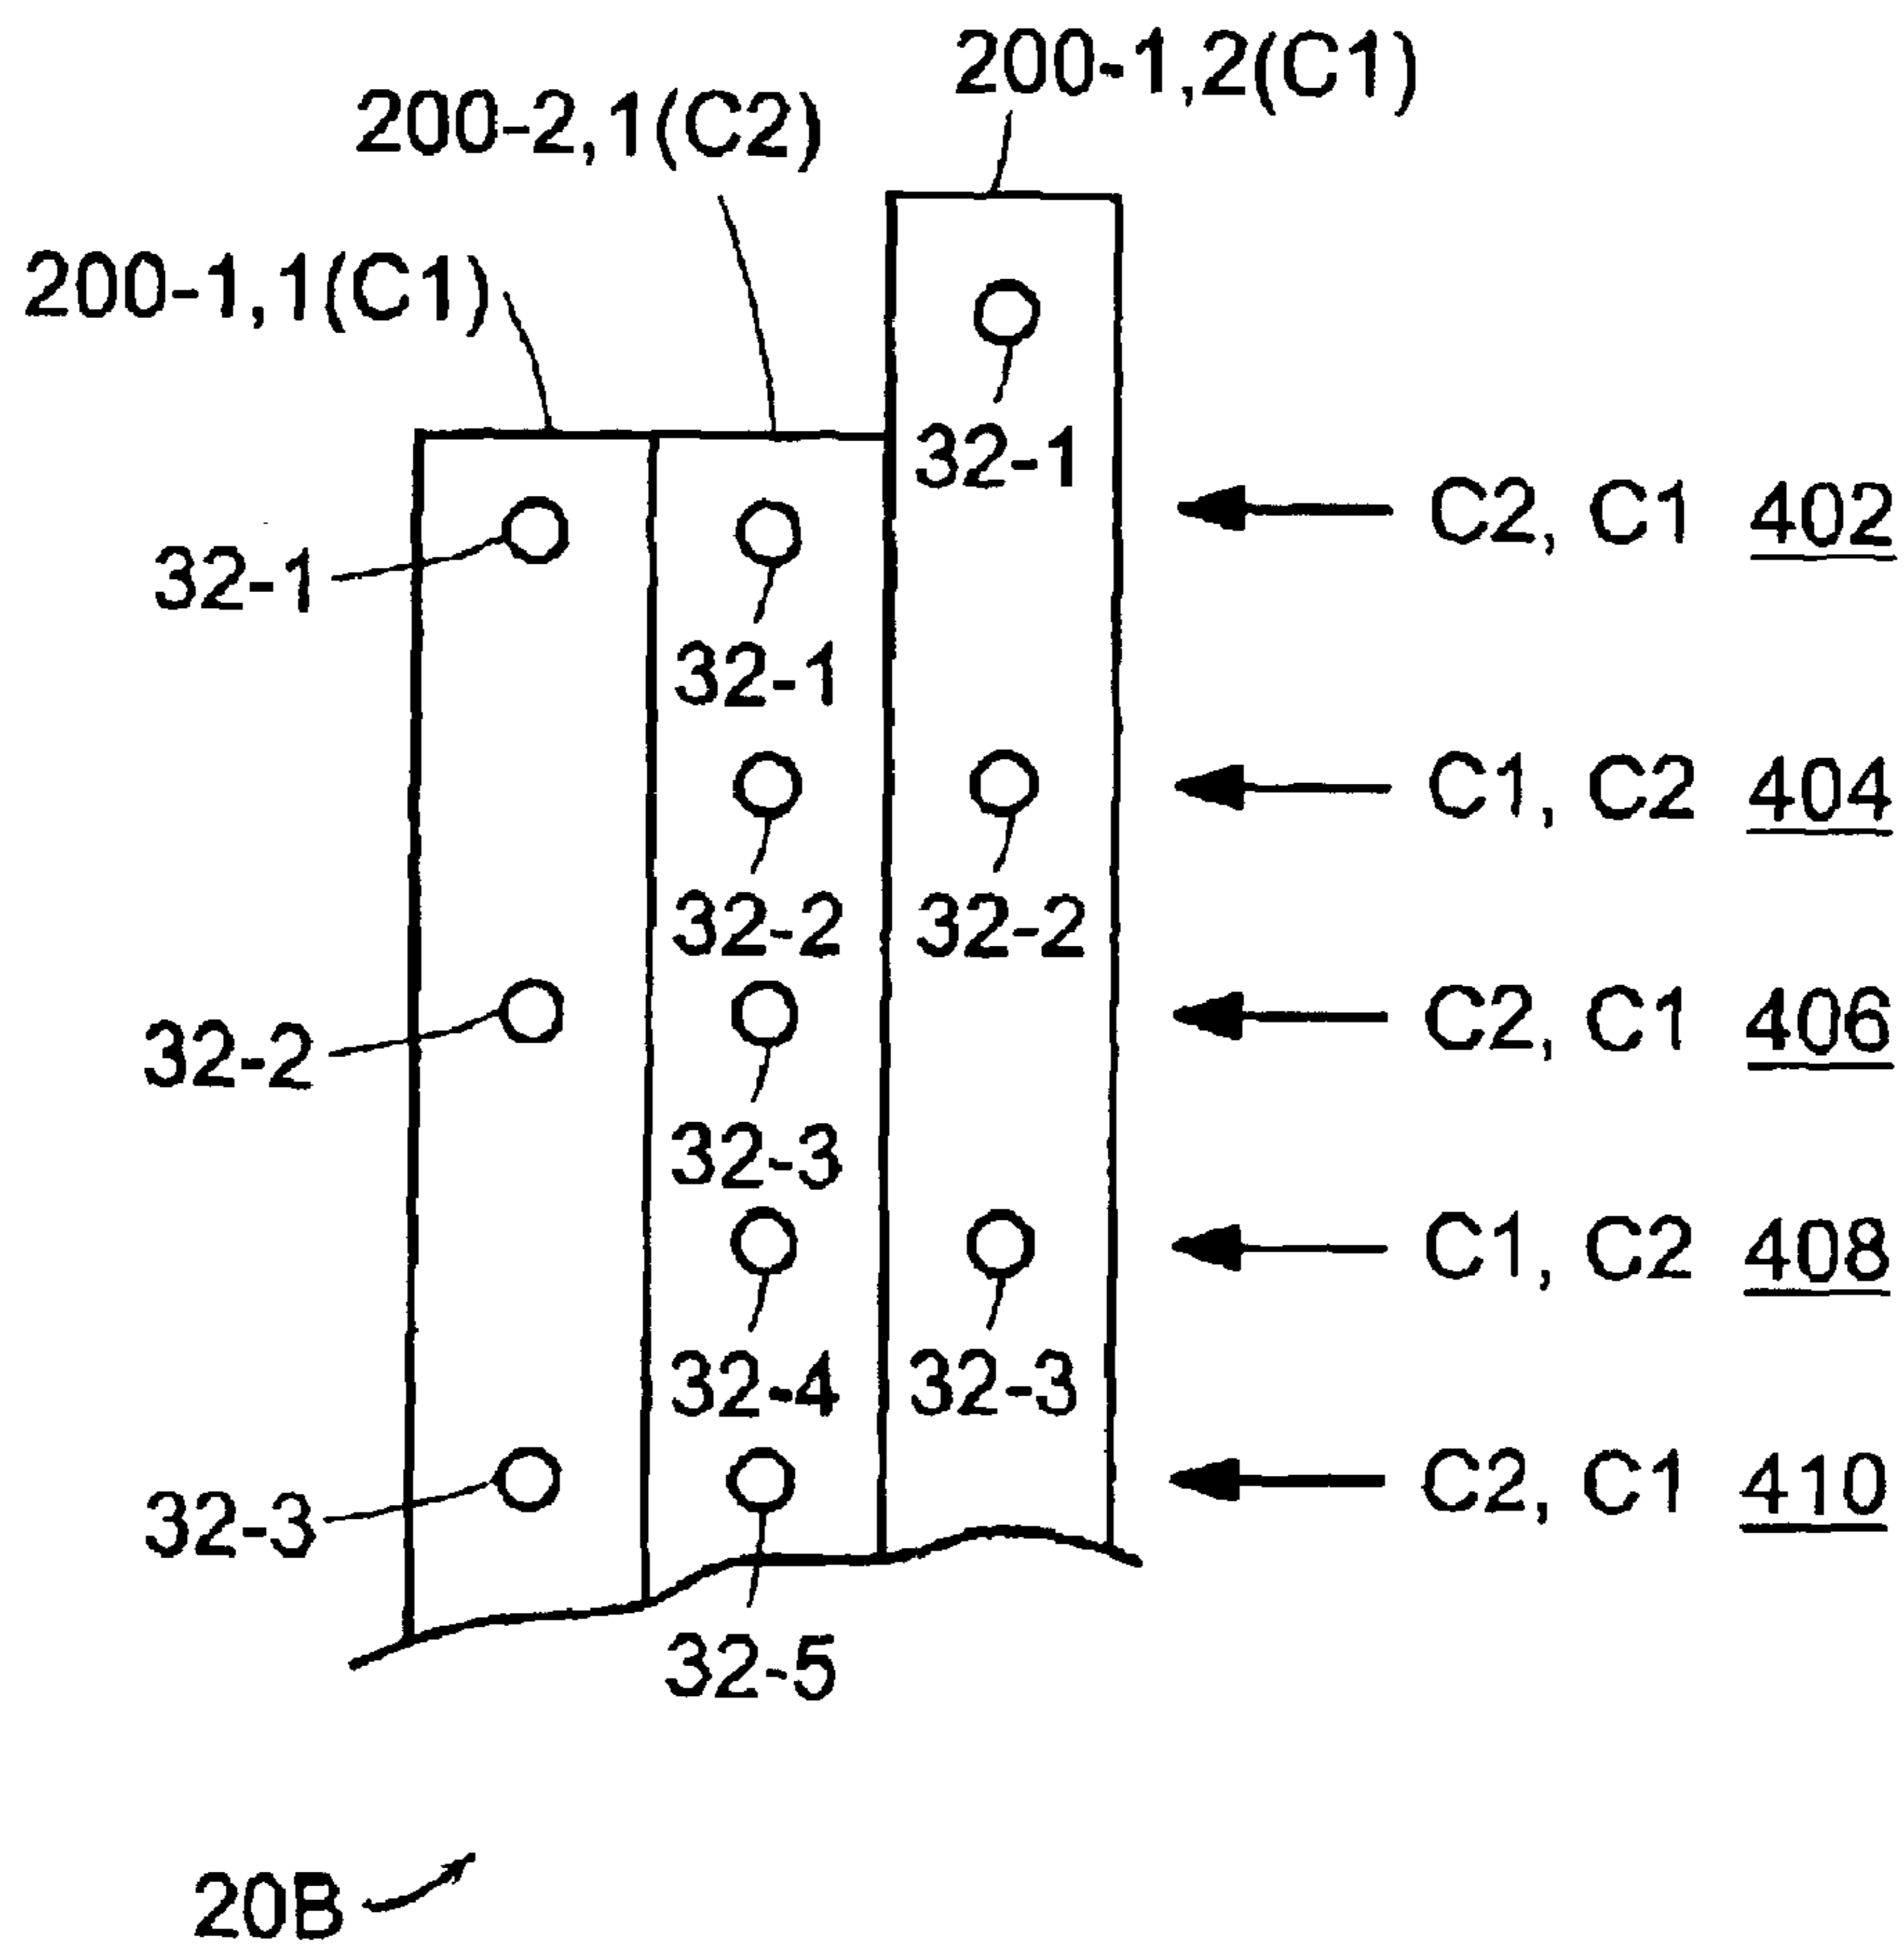 200-1,2(C1)
200-2,1(C2)
200-1,1(C1)
32-1
C2, C1 402
32-1
32-1
C1, C2 404
32-2 32-2
C2, C1 406
32-2
32-3
C1, C2 408
32-4 32-3
C2, C1 410
32-3
32-5
20B